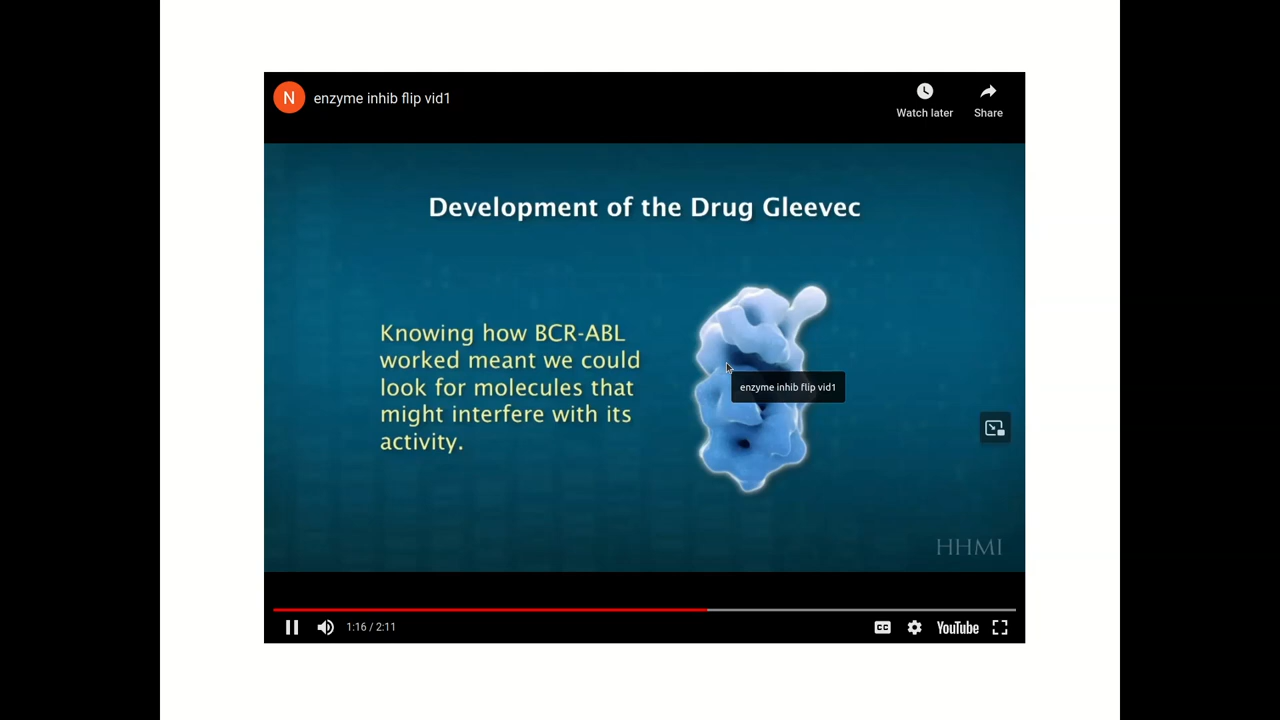 N
enzyme inhib flip vid1
Watch later
Share
Development of the Drug Gleevec
Knowing how BCR-ABL
worked meant we could
look for molecules that
might interfere with its
activity.
enzyme inhib flip vid1
HHMI
1:16 / 2:11
CC
YouTube